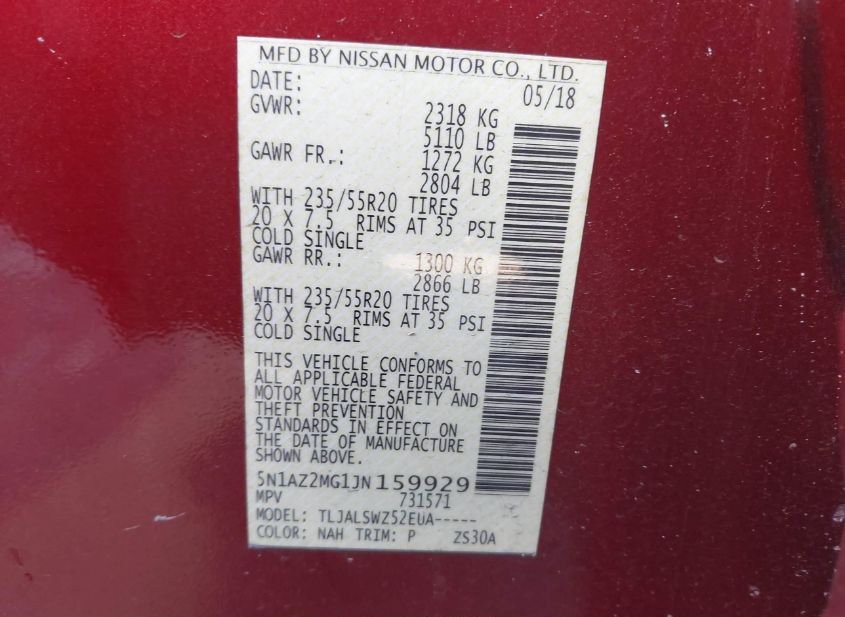 MFD BY NISSAN MOTOR CO., LTD.
DATE: 05/18
GVWR: 2318 KG
5110 LB
GAWR FR.: 1272 KG
2804 LB
WITH 235/55R20 TIRES
20 X 7.5 RIMS AT 35 PSI
COLD SINGLE
GAWR RR.: 1300 KG
2866 LB
WITH 235/55R20 TIRES
20 X 7.5 RIMS AT 35 PSI
COLD SINGLE
THIS VEHICLE CONFORMS TO
ALL APPLICABLE FEDERAL
MOTOR VEHICLE SAFETY AND
THEFT PREVENTION
STANDARDS IN EFFECT ON
THE DATE OF MANUFACTURE
SHOWN ABOVE.
5N1AZ2MG1JN159929
MPV 731571
MODEL: TLJALSWZ52EUA-----
COLOR: NAH TRIM: P ZS30A